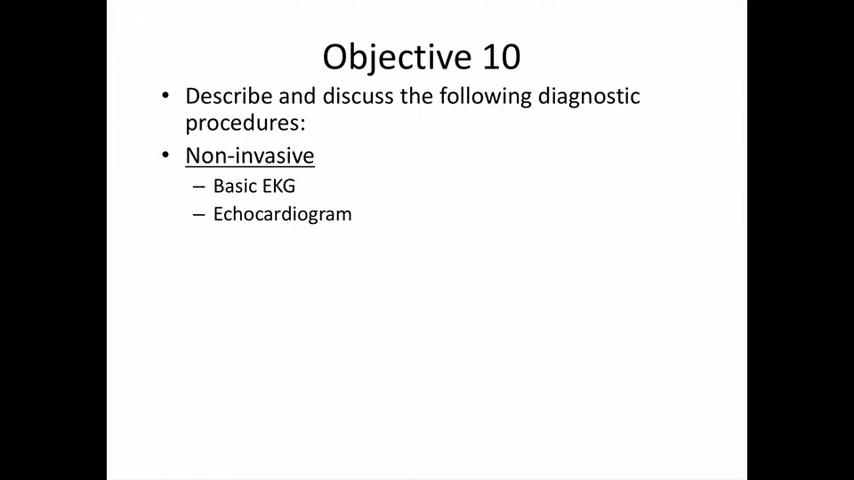 Objective 10
• Describe and discuss the following diagnostic
procedures:
• Non-invasive
– Basic EKG
– Echocardiogram